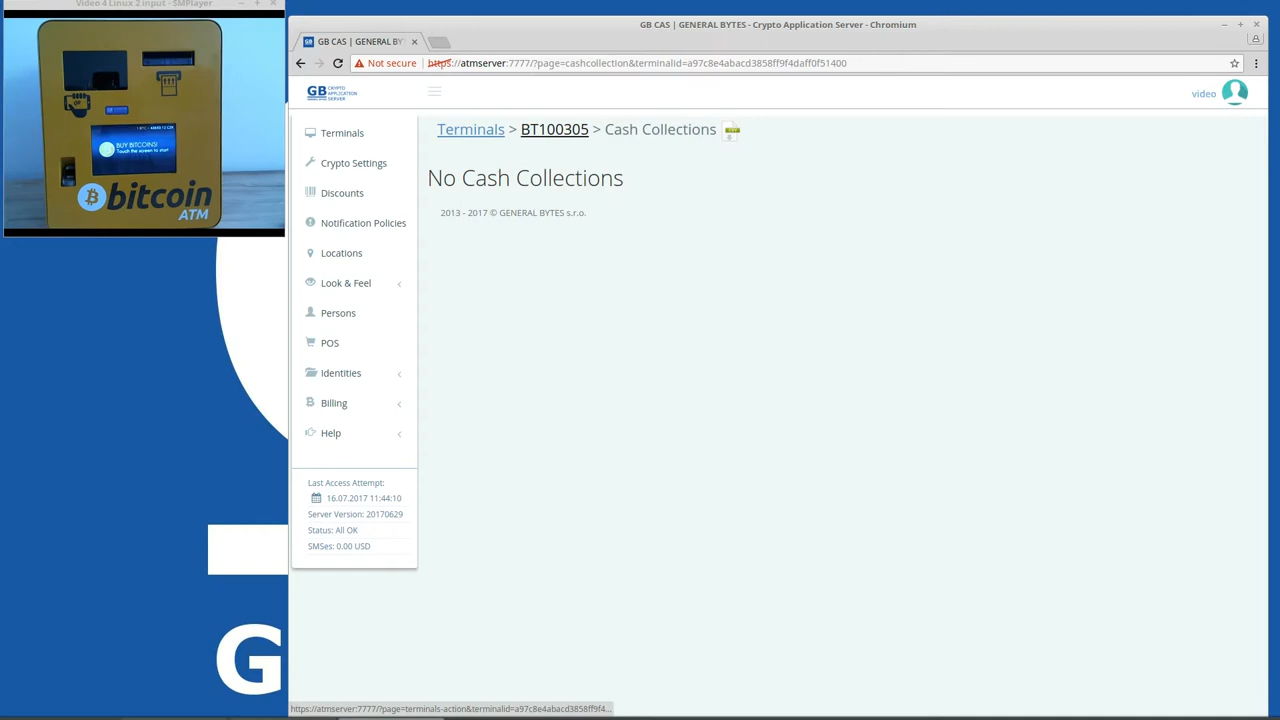 Video 4 Linux 2 input - SMPlayer
BUY BITCOINS!
Touch the screen to start
bitcoin
ATM
G
GB CAS | GENERAL BYTES - Crypto Application Server - Chromium
GB CAS | GENERAL BY
Not secure | https://atmserver:7777/?page=cashcollection&terminalid=a97c8e4abacd3858ff9f4daff0f51400
GB CRYPTO APPLICATION SERVER
video
Terminals
Crypto Settings
Discounts
Notification Policies
Locations
Look & Feel
Persons
POS
Identities
Billing
Help
Last Access Attempt:
16.07.2017 11:44:10
Server Version: 20170629
Status: All OK
SMSes: 0.00 USD
Terminals > BT100305 > Cash Collections
No Cash Collections
2013 - 2017 © GENERAL BYTES s.r.o.
https://atmserver:7777/?page=terminals-action&terminalid=a97c8e4abacd3858ff9f4...